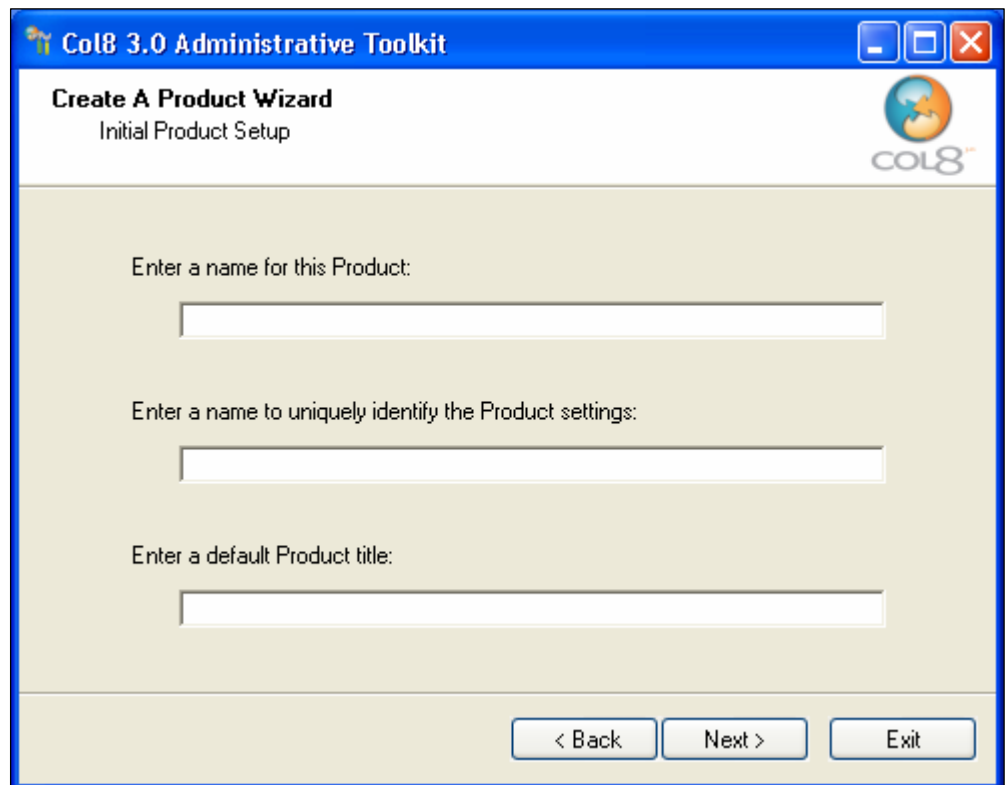 Col8 3.0 Administrative Toolkit
Create A Product Wizard
Initial Product Setup
COL8
Enter a name for this Product:
Enter a name to uniquely identify the Product settings:
Enter a default Product title:
< Back
Next >
Exit